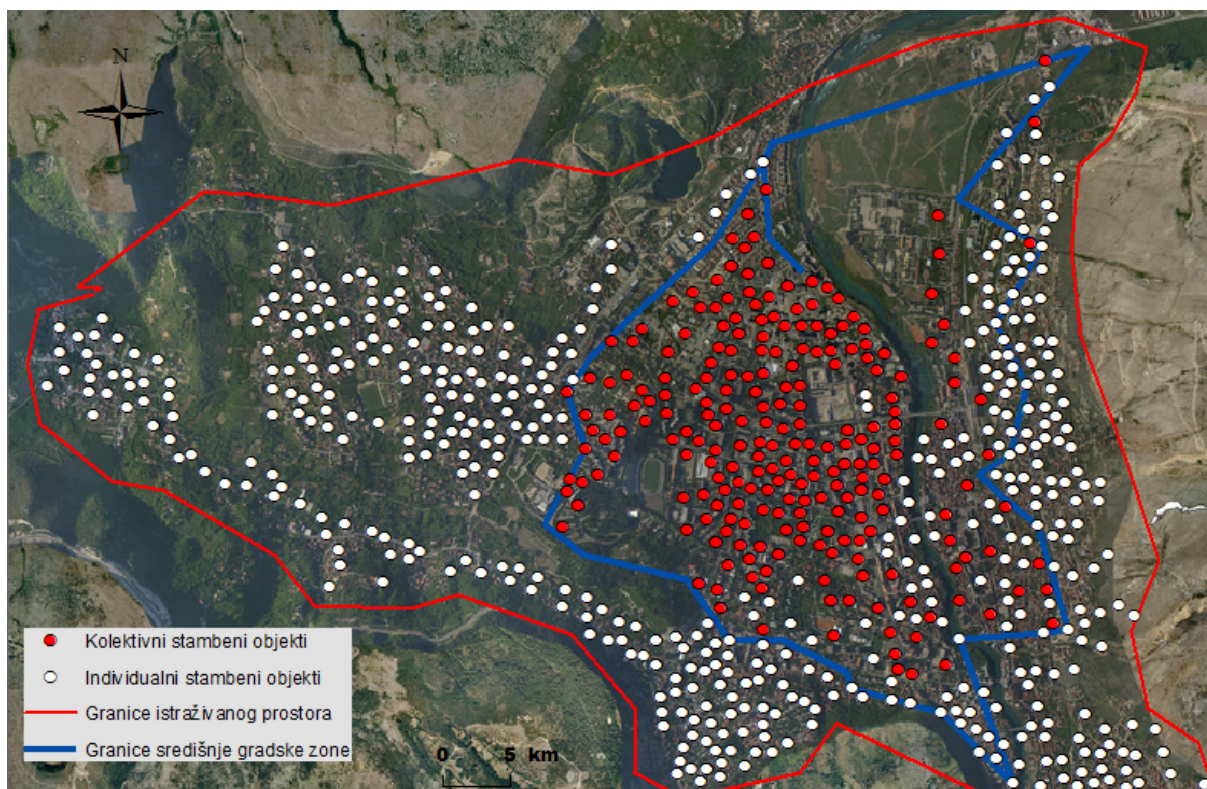 N
Kolektivni stambeni objekti
Individualni stambeni objekti
Granice istraživanog prostora
Granice središnje gradske zone
0 5 km